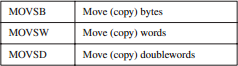 MOVSB Move (copy) bytes
MOVSW Move (copy) words
MOVSD Move (copy) doublewords